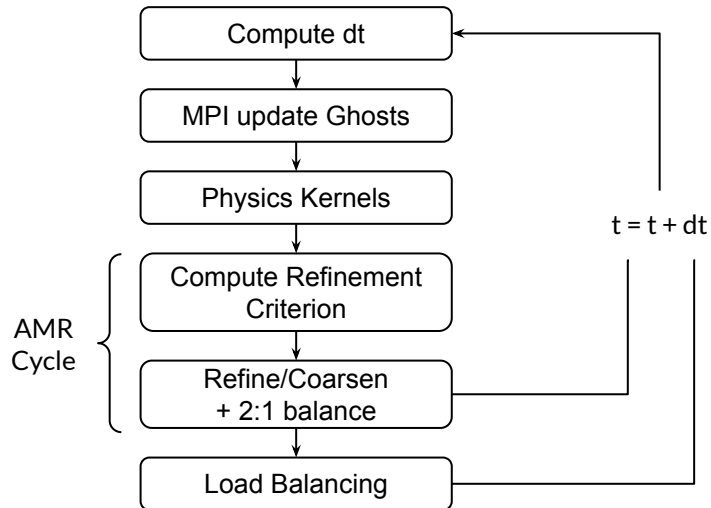 Compute dt
MPI update Ghosts
Physics Kernels
t = t + dt
Compute Refinement
Criterion
AMR
Cycle
Refine/Coarsen
+ 2:1 balance
Load Balancing